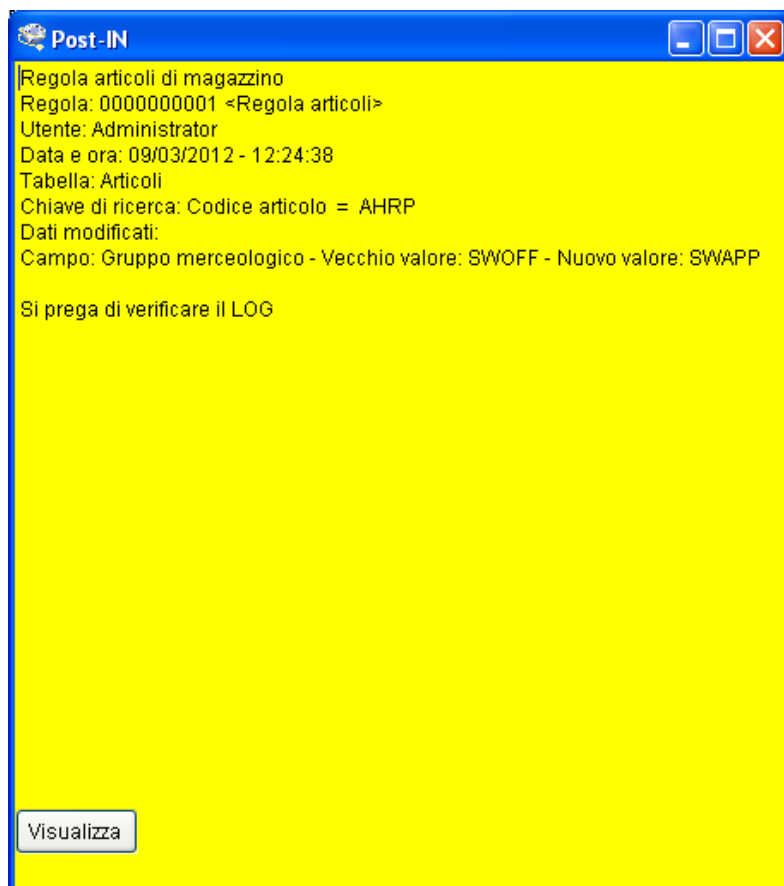 Post-IN
Regola articoli di magazzino
Regola: 0000000001 <Regola articoli>
Utente: Administrator
Data e ora: 09/03/2012 - 12:24:38
Tabella: Articoli
Chiave di ricerca: Codice articolo = AHRP
Dati modificati:
Campo: Gruppo merceologico - Vecchio valore: SWOFF - Nuovo valore: SWAPP
Si prega di verificare il LOG
Visualizza